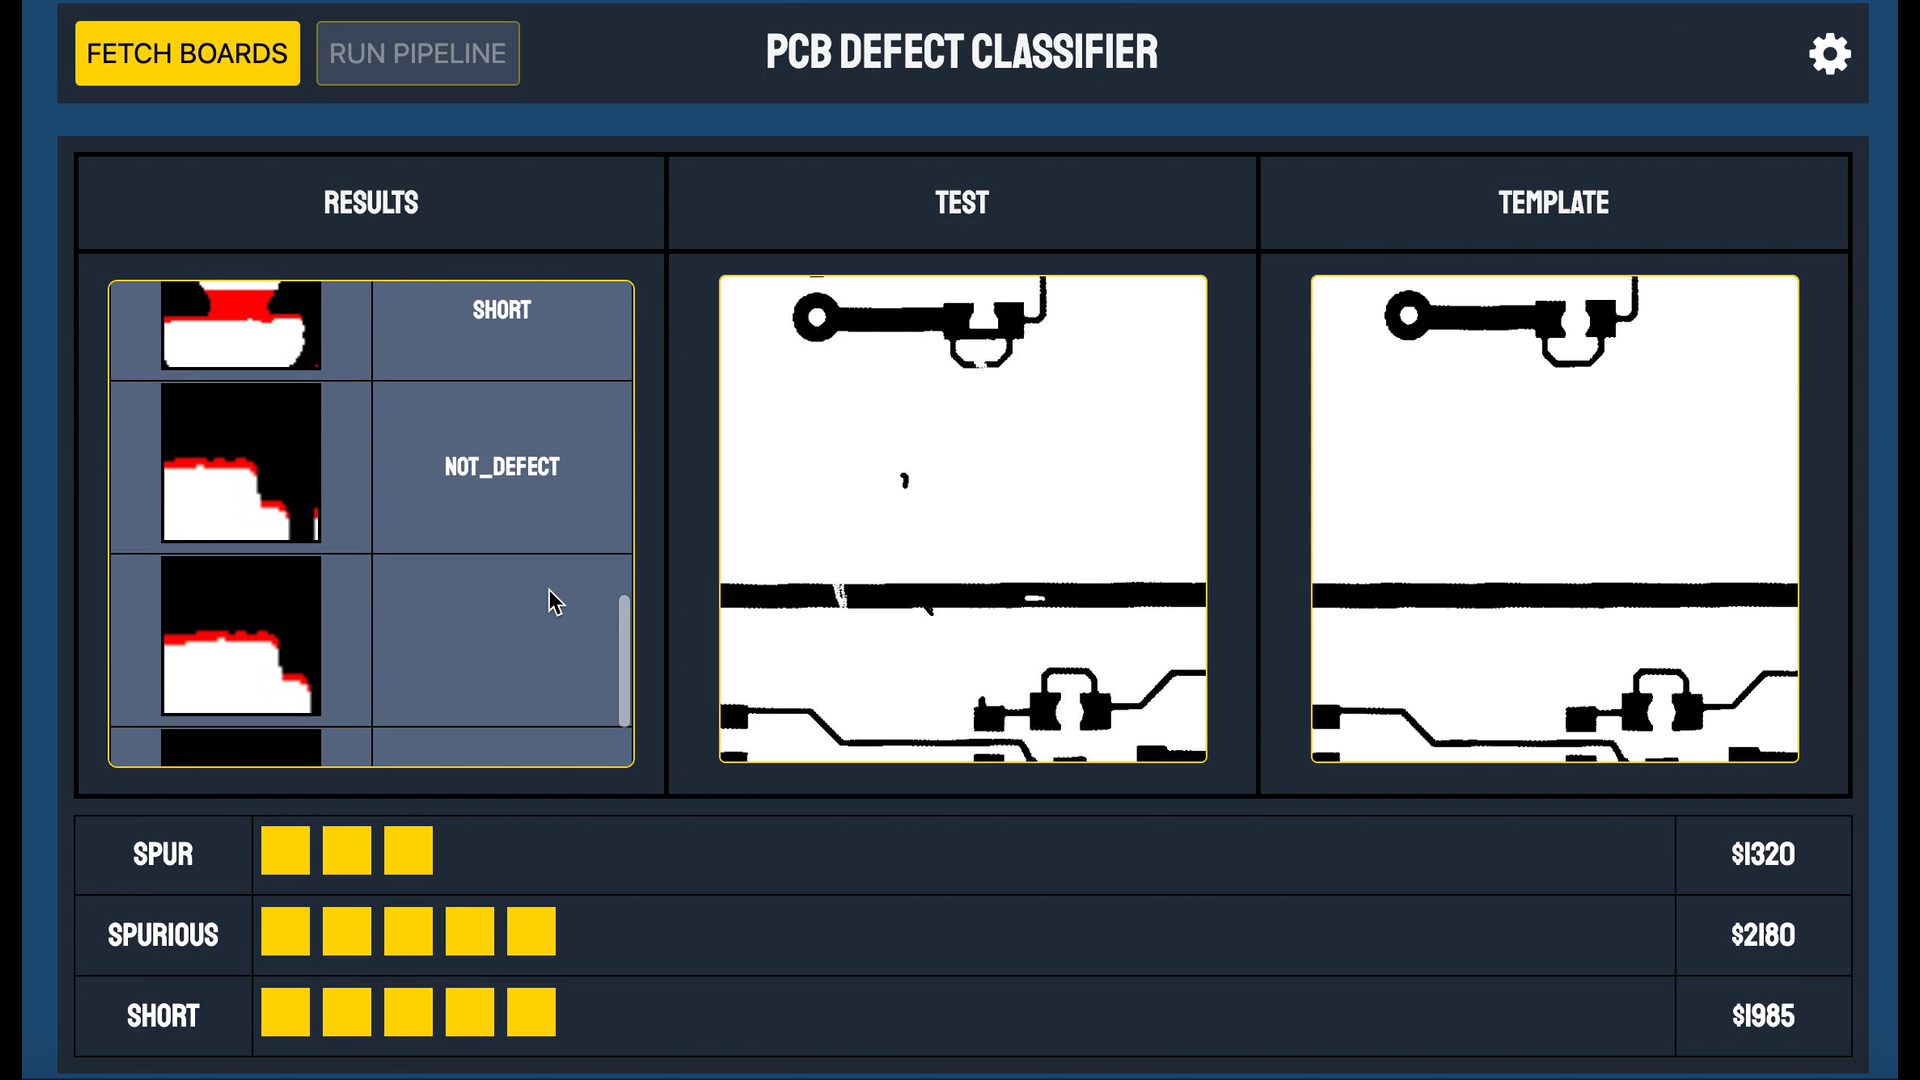 FETCH BOARDS
RUN PIPELINE
PCB DEFECT CLASSIFIER
RESULTS
TEST
TEMPLATE
SHORT
NOT_DEFECT
SPUR
$1320
SPURIOUS
$2180
SHORT
$1985